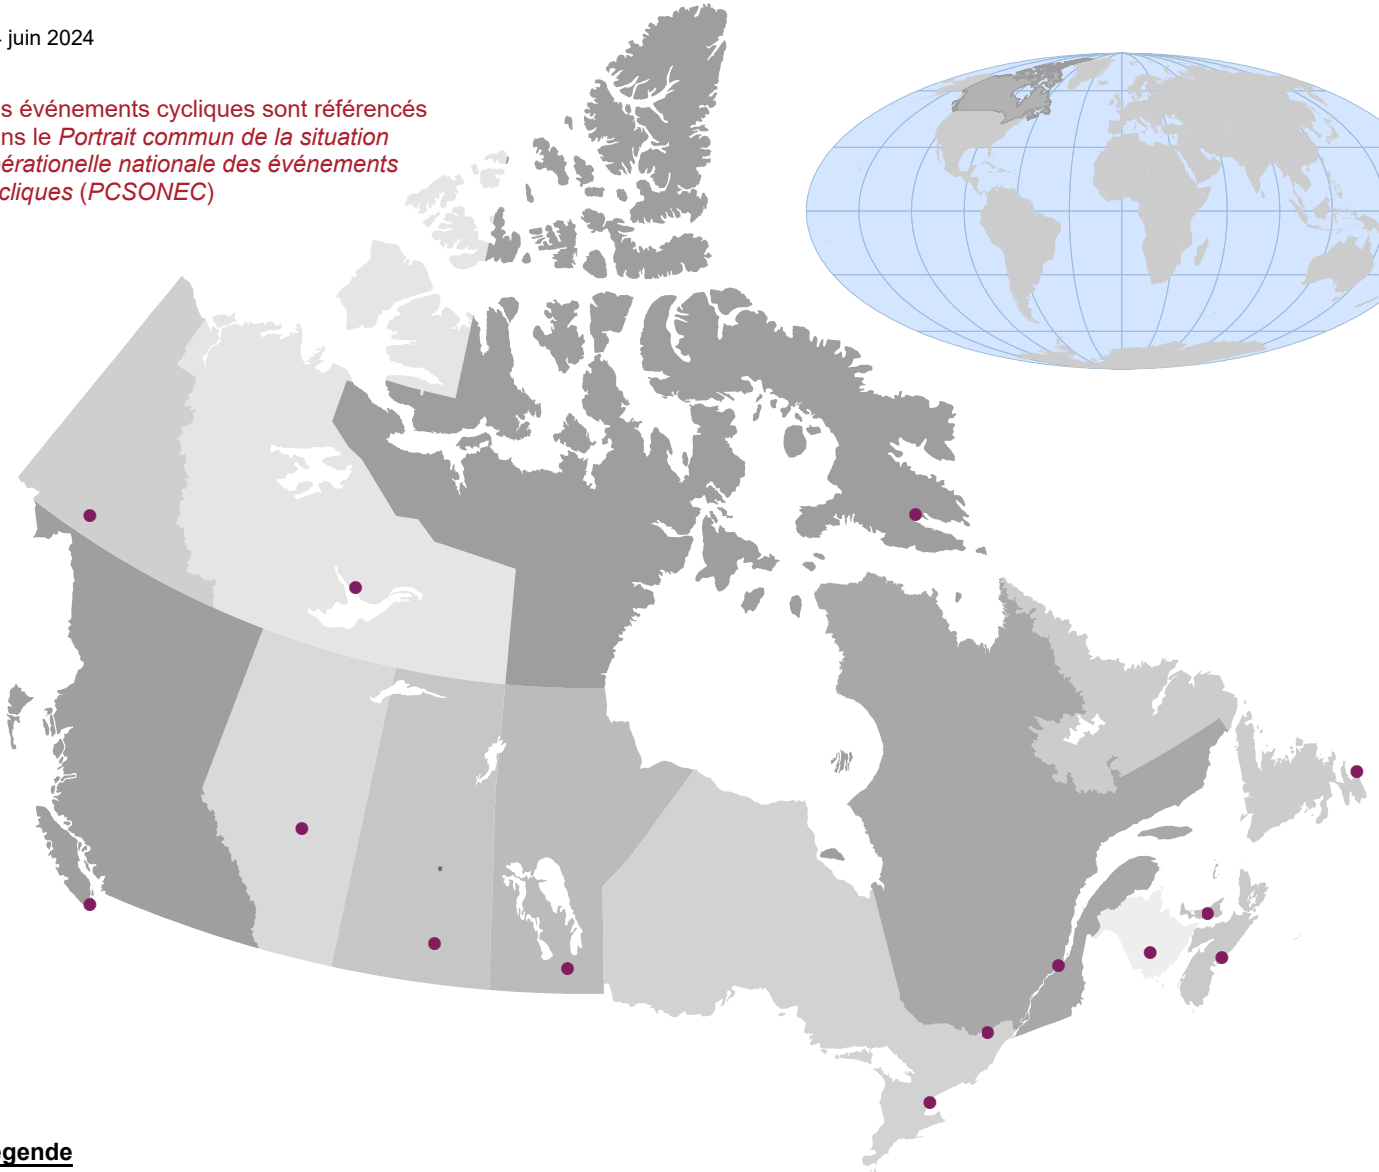 juin 2024
s événements cycliques sont référencés
ns le Portrait commun de la situation
érationelle nationale des événements
cliques (PCSONEC)
gende